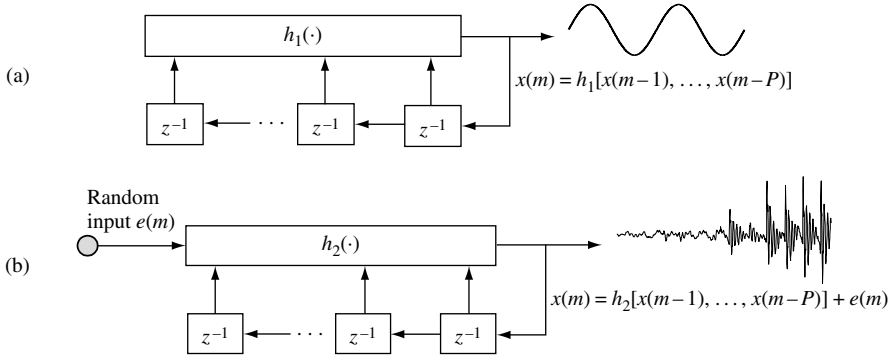 h₁(·)
(a)
x(m) = h₁[x(m–1), . . . , x(m–P)]
z⁻¹ · · · z⁻¹ z⁻¹
Random
input e(m)
h₂(·)
(b)
x(m) = h₂[x(m–1), . . . , x(m–P)] + e(m)
z⁻¹ · · · z⁻¹ z⁻¹